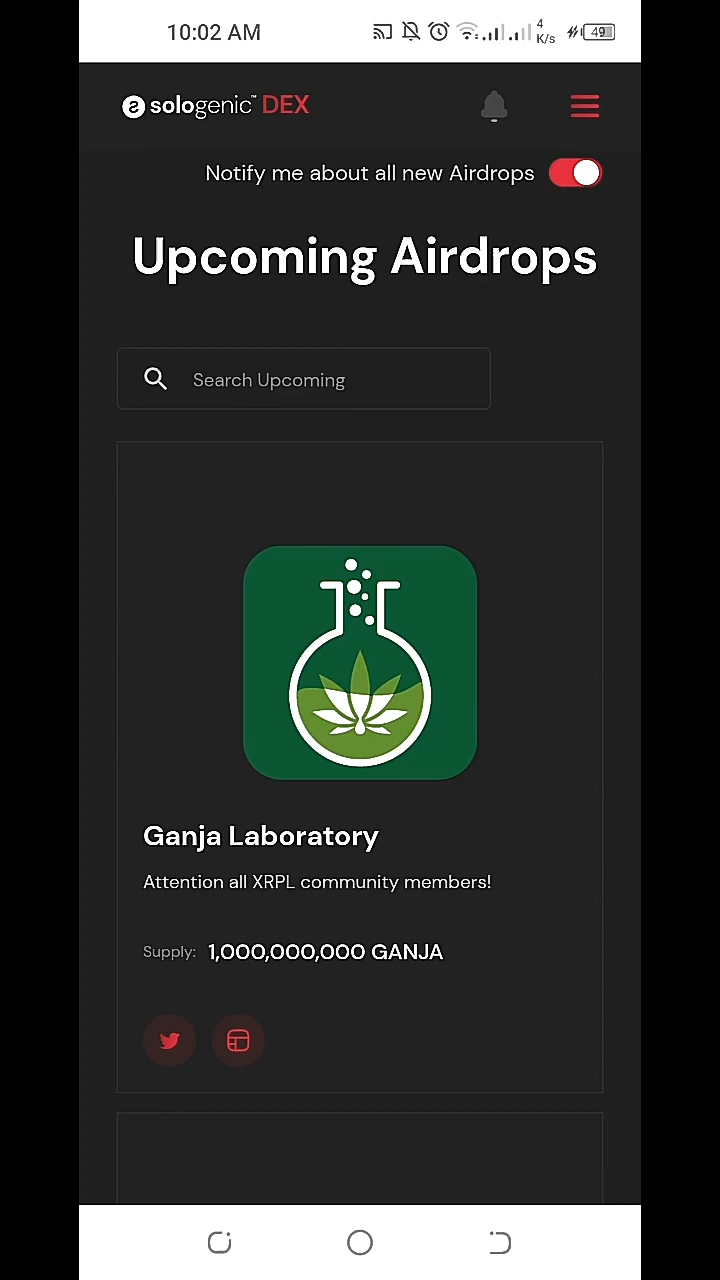 10:02 AM
4
K/s
49
sologenic™ DEX
Notify me about all new Airdrops
Upcoming Airdrops
Search Upcoming
Ganja Laboratory
Attention all XRPL community members!
Supply: 1,000,000,000 GANJA